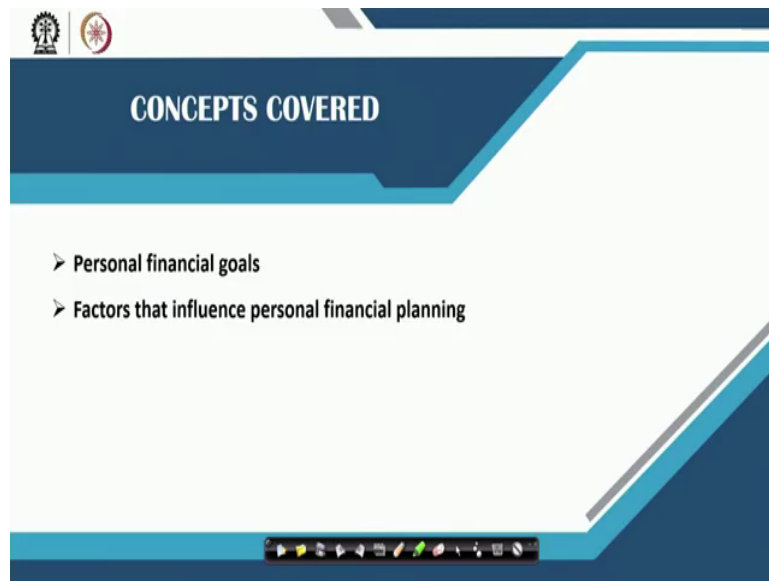 CONCEPTS COVERED
➤ Personal financial goals
➤ Factors that influence personal financial planning